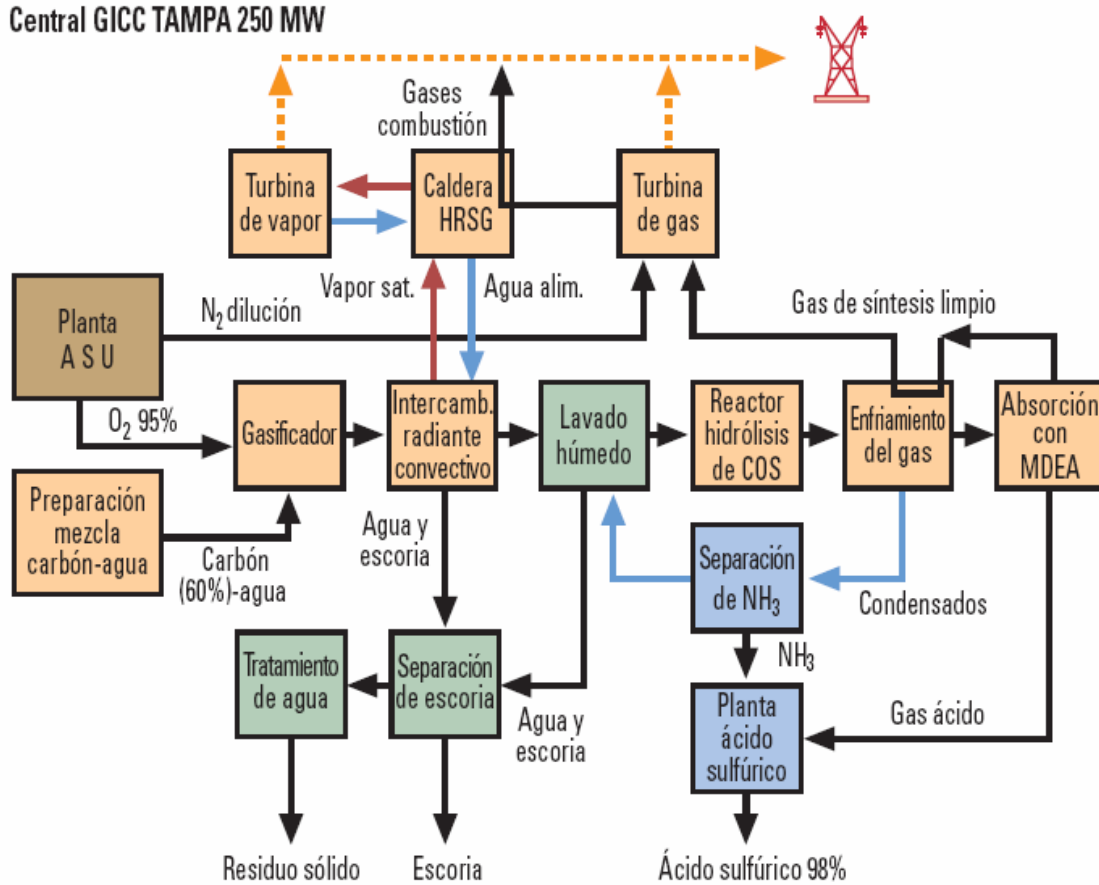 Central GICC TAMPA 250 MW
Gases
combustión
Turbina
de vapor
Caldera
HRSG
Turbina
de gas
Vapor sat.
Agua alim.
Gas de síntesis limpio
Planta
A S U
N₂ dilución
O₂ 95%
Gasificador
Intercamb.
radiante
convectivo
Lavado
húmedo
Reactor
hidrólisis
de COS
Enfriamiento
del gas
Absorción
con
MDEA
Preparación
mezcla
carbón-agua
Carbón
(60%)-agua
Agua y
escoria
Separación
de NH₃
Condensados
NH₃
Tratamiento
de agua
Separación
de escoria
Agua y
escoria
Planta
ácido
sulfúrico
Gas ácido
Residuo sólido
Escoria
Ácido sulfúrico 98%